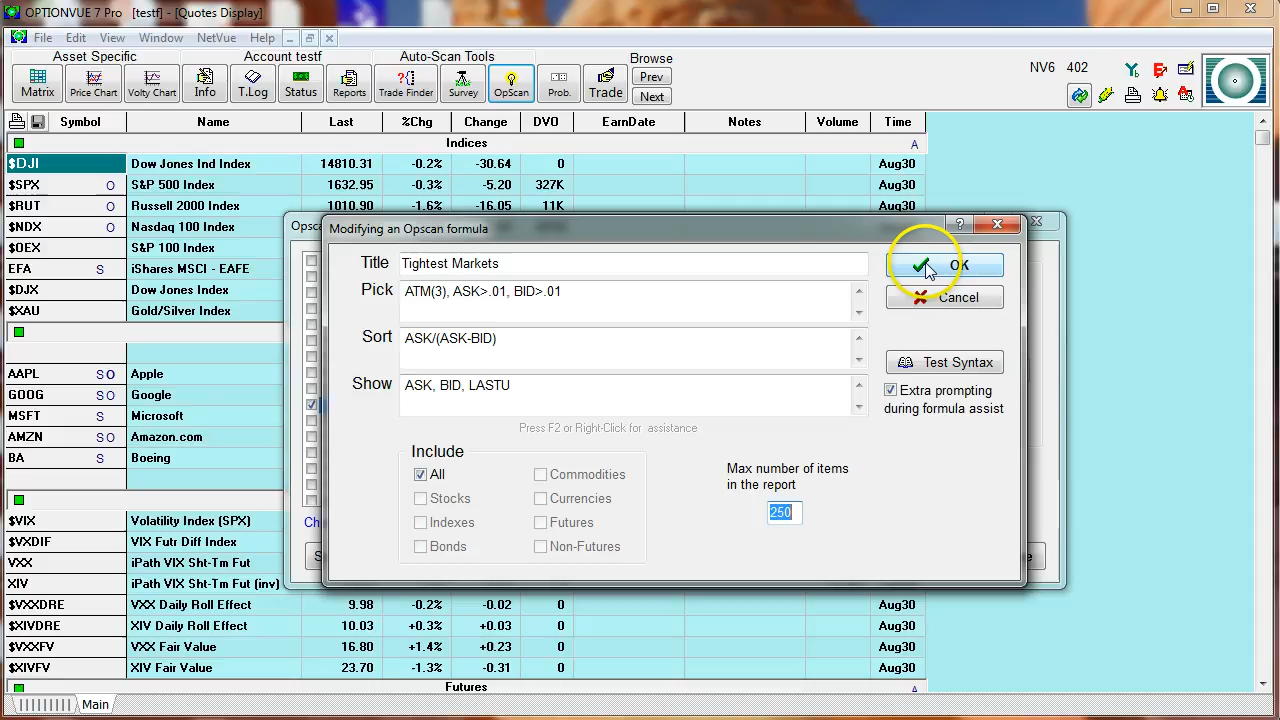 OPTIONVUE 7 Pro  [testf] - [Quotes Display]
File Edit View Window NetVue Help
Asset Specific Account testf Auto-Scan Tools Browse
Matrix Price Chart Volty Chart Info T.Log Status Reports Trade Finder Survey OpScan Prob. Trade Prev Next
NV6 402
Symbol Name Last %Chg Change DVO EarnDate Notes Volume Time
Indices A
$DJI Dow Jones Ind Index 14810.31 -0.2% -30.64 0 Aug30
$SPX O S&P 500 Index 1632.95 -0.3% -5.20 327K Aug30
$RUT O Russell 2000 Index 1010.90 -1.6% -16.05 11K Aug30
$NDX O Nasdaq 100 Index
$OEX S&P 100 Index
EFA S iShares MSCI - EAFE
$DJX Dow Jones Index
$XAU Gold/Silver Index
AAPL S O Apple
GOOG S O Google
MSFT S Microsoft
AMZN S O Amazon.com
BA S Boeing
$VIX Volatility Index (SPX)
$VXDIF VIX Futr Diff Index
VXX iPath VIX Sht-Tm Fut
XIV iPath VIX Sht-Tm Fut (inv)
$VXXDRE VXX Daily Roll Effect 9.98 -0.2% -0.02 0 Aug30
$XIVDRE XIV Daily Roll Effect 10.03 +0.3% +0.03 0 Aug30
$VXXFV VXX Fair Value 16.80 +1.4% +0.23 0 Aug30
$XIVFV XIV Fair Value 23.70 -1.3% -0.31 0 Aug30
Futures A
Main
Opsca
Ch
S
e
Modifying an Opscan formula
Title Tightest Markets
Pick ATM(3), ASK>.01, BID>.01
Sort ASK/(ASK-BID)
Show ASK, BID, LASTU
Press F2 or Right-Click for assistance
OK
Cancel
Test Syntax
Extra prompting
during formula assist
Include
All Commodities
Stocks Currencies
Indexes Futures
Bonds Non-Futures
Max number of items
in the report
250